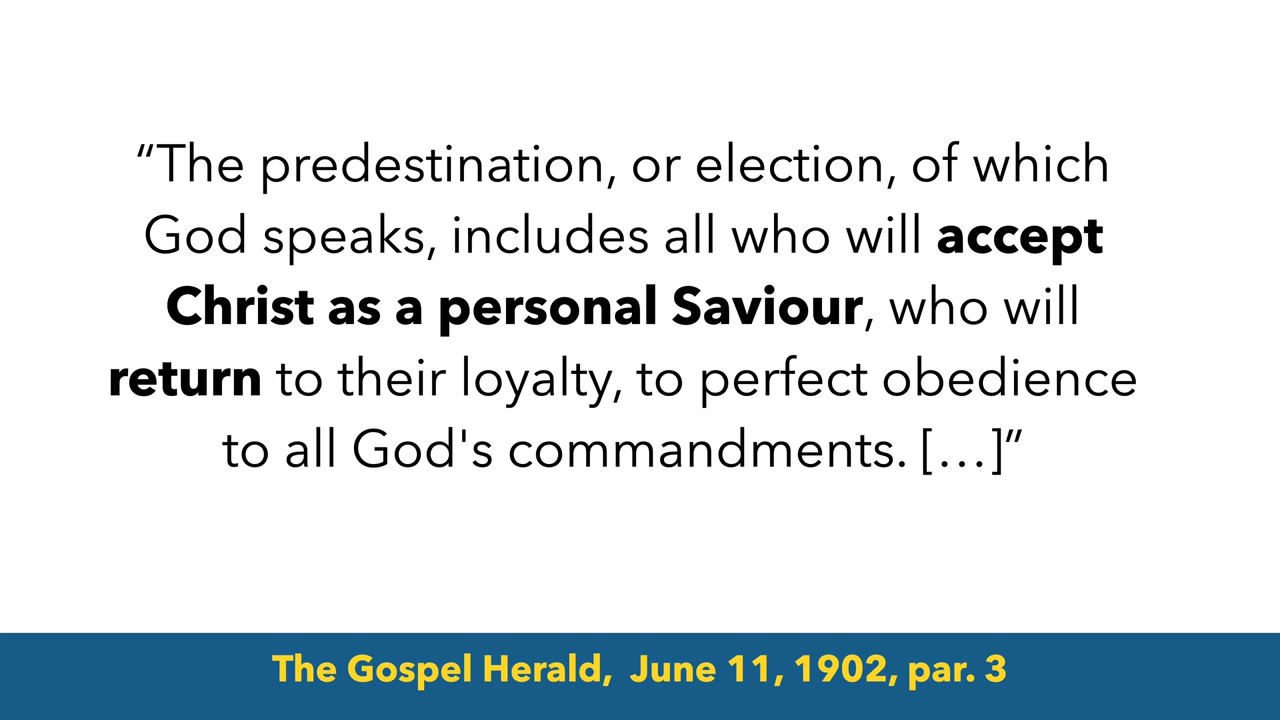 “The predestination, or election, of which
God speaks, includes all who will accept
Christ as a personal Saviour, who will
return to their loyalty, to perfect obedience
to all God's commandments. […]”
The Gospel Herald,  June 11, 1902, par. 3